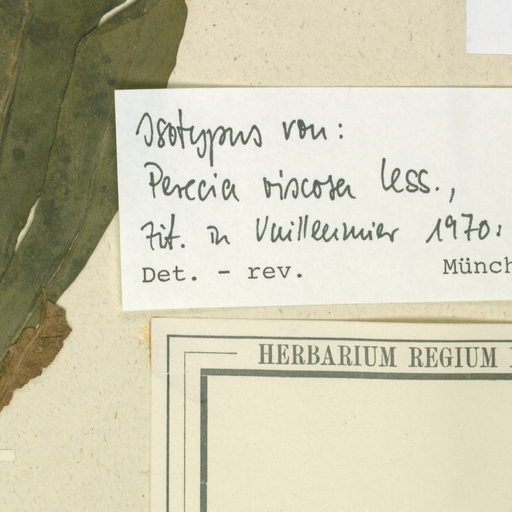 Isotypus von:
Perezia viscosa Less.,
zit. in Vuilleumier 1970:
Det. - rev. Münch
HERBARIUM REGIUM